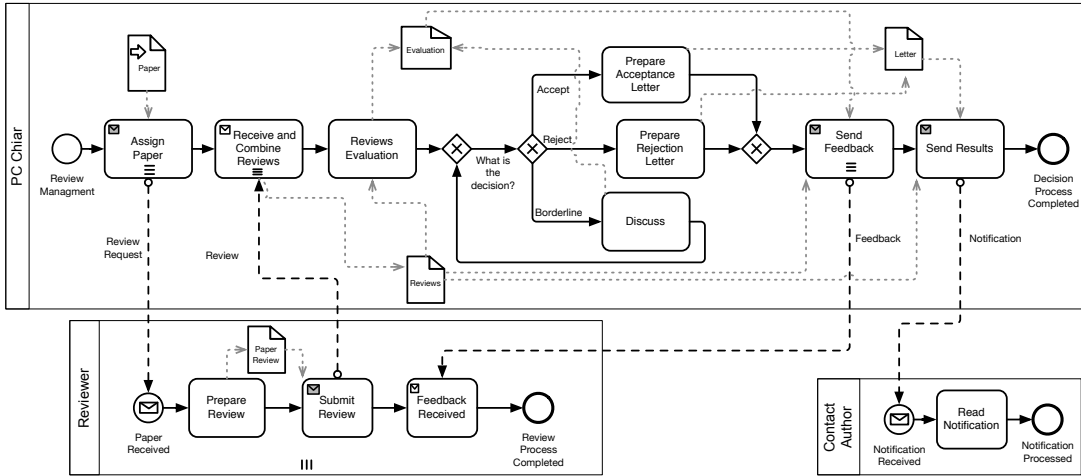 PC Chiar
Review
Managment
Paper
Assign
Paper
Receive and
Combine
Reviews
Reviews
Evaluation
Evaluation
What is
the
decision?
Accept
Reject
Borderline
Prepare
Acceptance
Letter
Prepare
Rejection
Letter
Discuss
Letter
Send
Feedback
Send Results
Decision
Process
Completed
Reviews
Review
Request
Review
Feedback
Notification
Reviewer
Paper
Received
Prepare
Review
Paper
Review
Submit
Review
Feedback
Received
Review
Process
Completed
Contact
Author
Notification
Received
Read
Notification
Notification
Processed